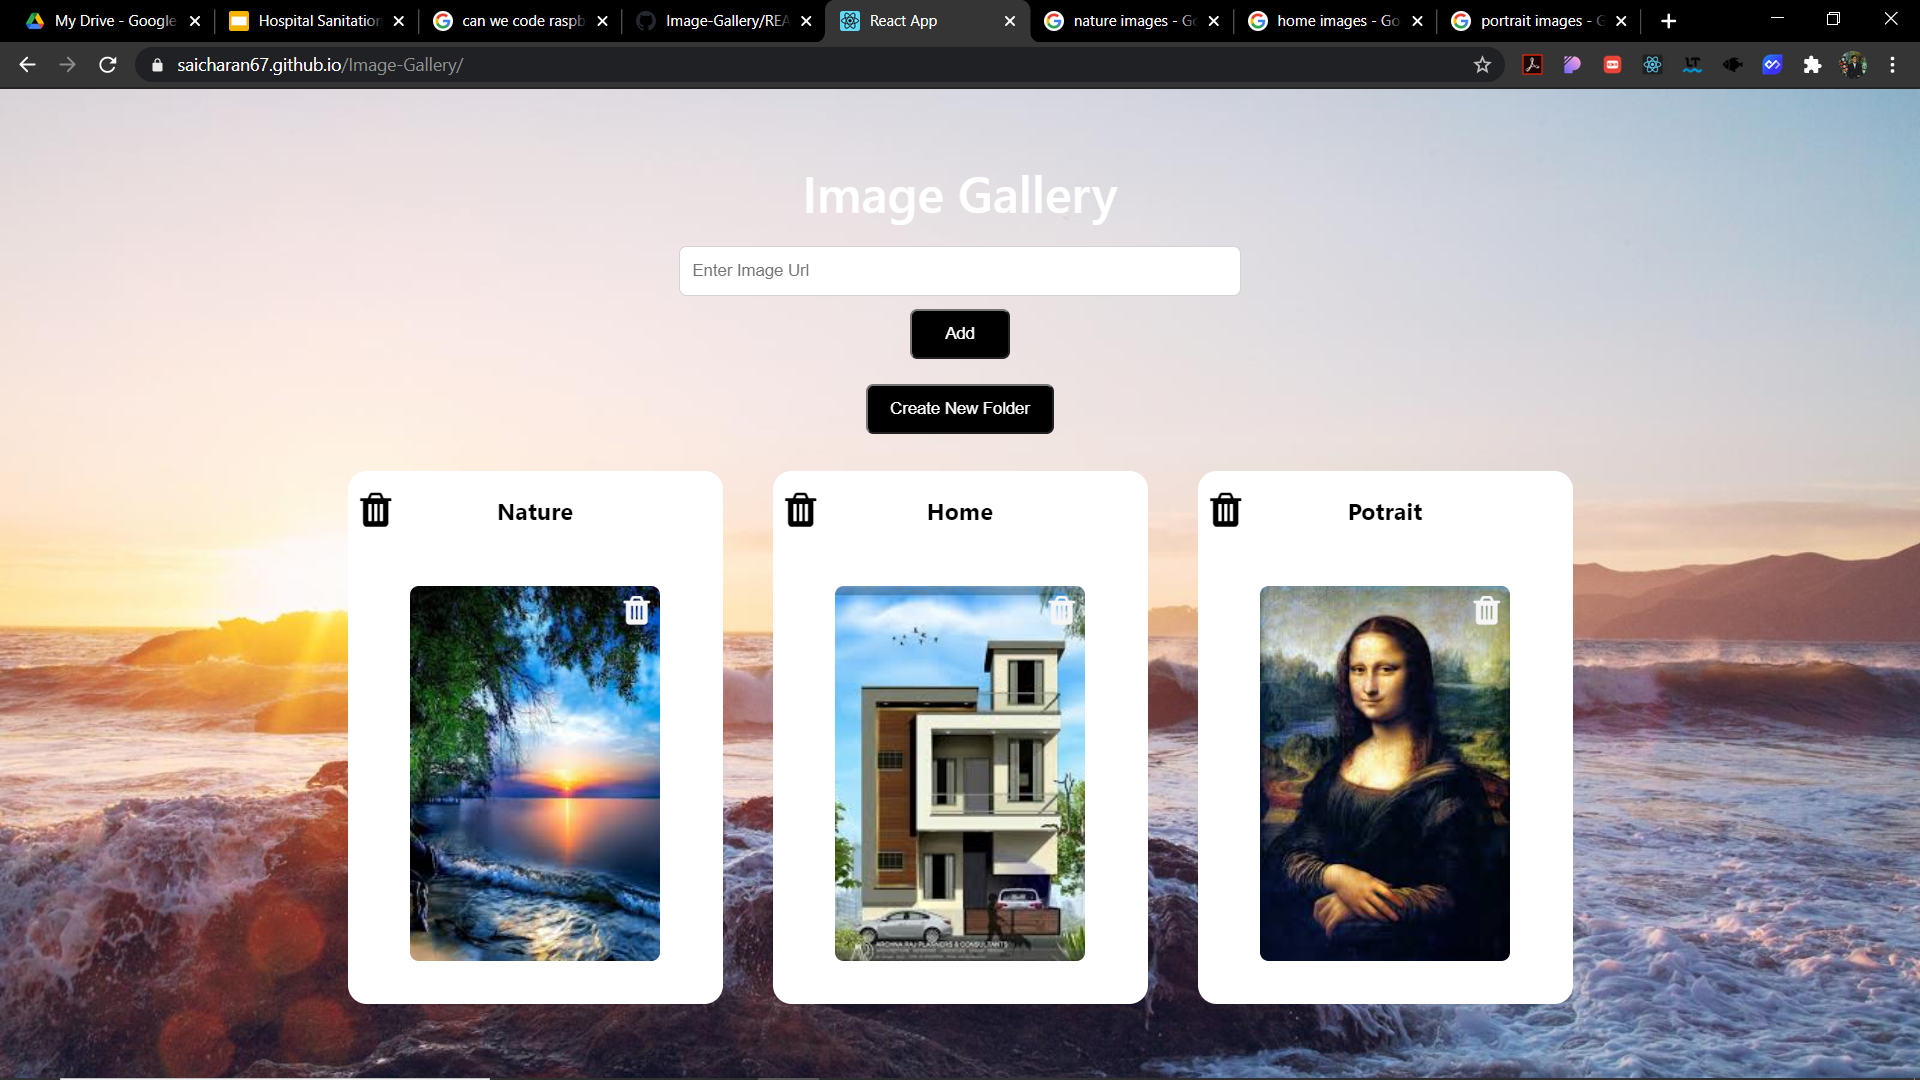 My Drive - Google
Hospital Sanitation
can we code raspb
Image-Gallery/REA
React App
nature images - Go
home images - Go
portrait images - G
saicharan67.github.io/Image-Gallery/
Image Gallery
Enter Image Url
Add
Create New Folder
Nature
Home
Potrait
ARCHNA RAJ PLANNERS & CONSULTANTS